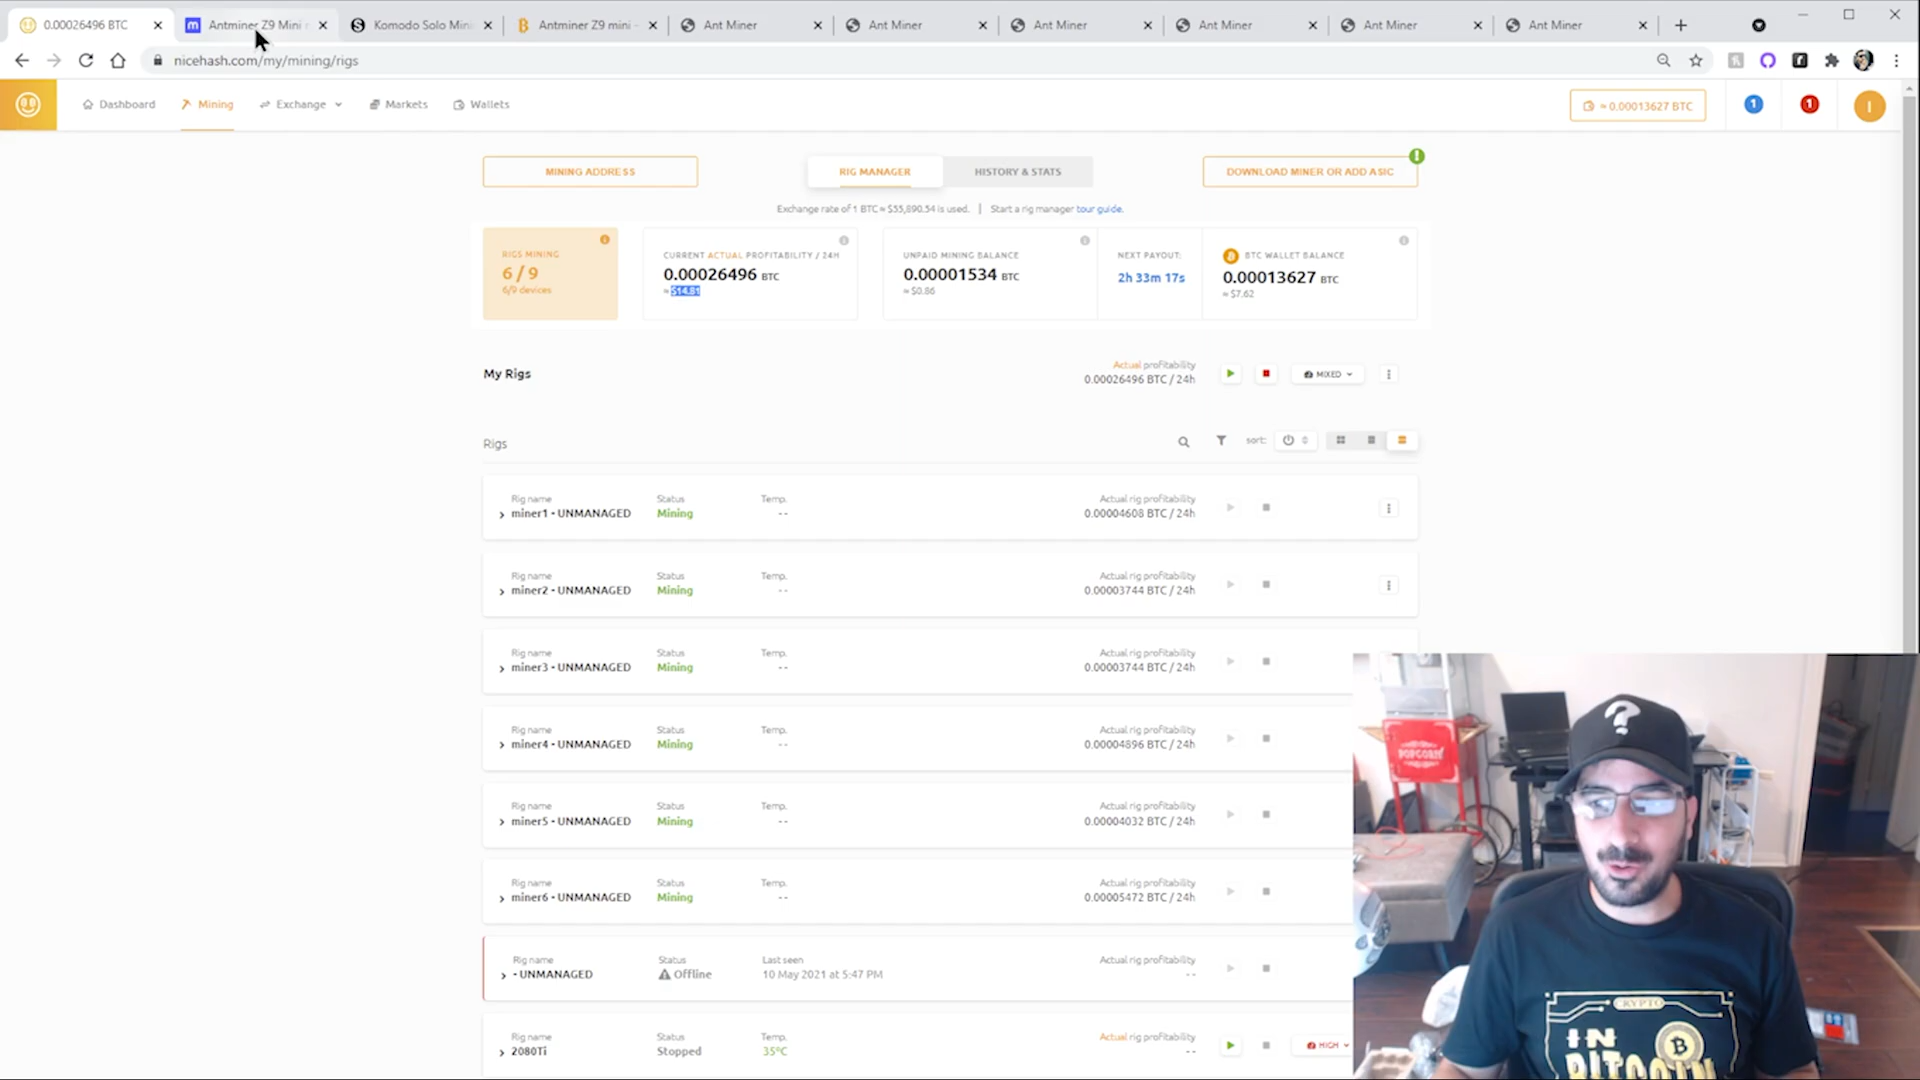 0.00026496 BTC
Antminer Z9 Mini
Komodo Solo Mini
Antminer Z9 mini -
Ant Miner
Ant Miner
Ant Miner
Ant Miner
Ant Miner
Ant Miner
nicehash.com/my/mining/rigs
Dashboard
Mining
Exchange
Markets
Wallets
≈ 0.00013627 BTC
1
1
I
MINING ADDRESS
RIG MANAGER
HISTORY & STATS
DOWNLOAD MINER OR ADD ASIC
Exchange rate of 1 BTC ≈ $55,890.54 is used. | Start a rig manager tour guide.
RIGS MINING
6 / 9
6/9 devices
CURRENT ACTUAL PROFITABILITY / 24H
0.00026496 BTC
≈ $14.81
UNPAID MINING BALANCE
0.00001534 BTC
≈ $0.86
NEXT PAYOUT:
2h 33m 17s
BTC WALLET BALANCE
0.00013627 BTC
≈ $7.62
My Rigs
Actual profitability
0.00026496 BTC / 24h
MIXED
Rigs
sort:
Rig name Status Temp. Actual rig profitability
miner1 - UNMANAGED Mining -- 0.00004608 BTC / 24h
Rig name Status Temp. Actual rig profitability
miner2 - UNMANAGED Mining -- 0.00003744 BTC / 24h
Rig name Status Temp. Actual rig profitability
miner3 - UNMANAGED Mining -- 0.00003744 BTC / 24h
Rig name Status Temp. Actual rig profitability
miner4 - UNMANAGED Mining -- 0.00004896 BTC / 24h
Rig name Status Temp. Actual rig profitability
miner5 - UNMANAGED Mining -- 0.00004032 BTC / 24h
Rig name Status Temp. Actual rig profitability
miner6 - UNMANAGED Mining -- 0.00005472 BTC / 24h
Rig name Status Last seen Actual rig profitability
- UNMANAGED Offline 10 May 2021 at 5:47 PM --
Rig name Status Temp. Actual rig profitability
2080Ti Stopped 35°C --
HIGH
POPCORN
?
CRYPTO
IN
BITCOIN